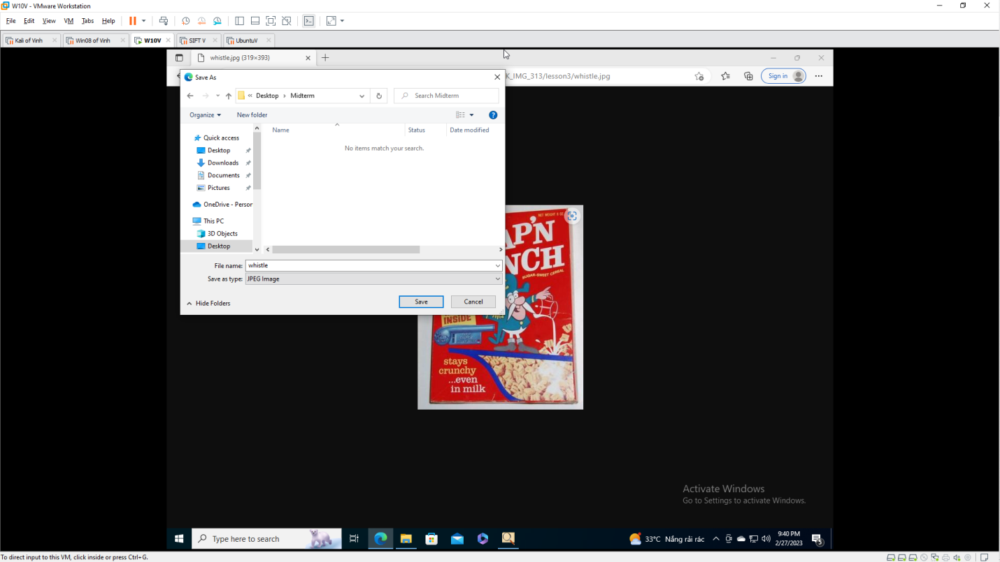 W10V - VMware Workstation
File Edit View VM Tabs Help
Kali of Vinh Win08 of Vinh W10V SIFT V UbuntuV
whistle.jpg (319×393)
Save As
K_IMG_313/lesson3/whistle.jpg
Sign in
« Desktop › Midterm
Search Midterm
Organize New folder
Name Status Date modified
No items match your search.
Quick access
Desktop
Downloads
Documents
Pictures
OneDrive - Person
This PC
3D Objects
Desktop
File name: whistle
Save as type: JPEG Image
Hide Folders
Save Cancel
NET WEIGHT 8 OZ
AP'N
NCH
SUGAR-SWEET CEREAL
INSIDE
stays
crunchy
...even
in milk
Activate Windows
Go to Settings to activate Windows.
Type here to search
33°C Nắng rải rác
9:40 PM
2/27/2023
5
To direct input to this VM, click inside or press Ctrl+G.